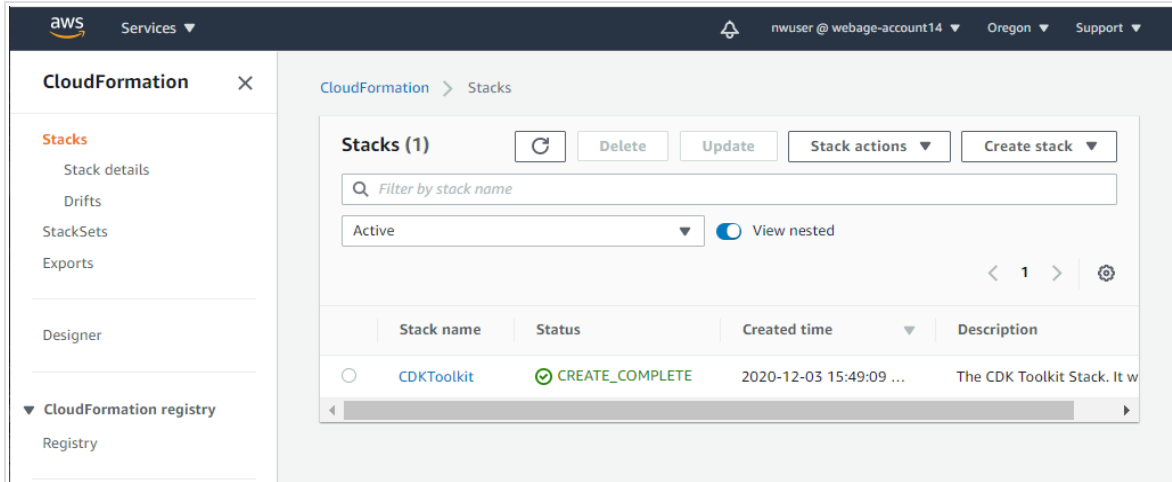 aws Services ▼ nwuser @ webage-account14 ▼ Oregon ▼ Support ▼
CloudFormation
Stacks
Stack details
Drifts
StackSets
Exports
Designer
▼ CloudFormation registry
Registry
CloudFormation > Stacks
Stacks (1) Delete Update Stack actions ▼ Create stack ▼
Filter by stack name
Active ▼ View nested
< 1 >
Stack name Status Created time ▼ Description
CDKToolkit CREATE_COMPLETE 2020-12-03 15:49:09 ... The CDK Toolkit Stack. It w